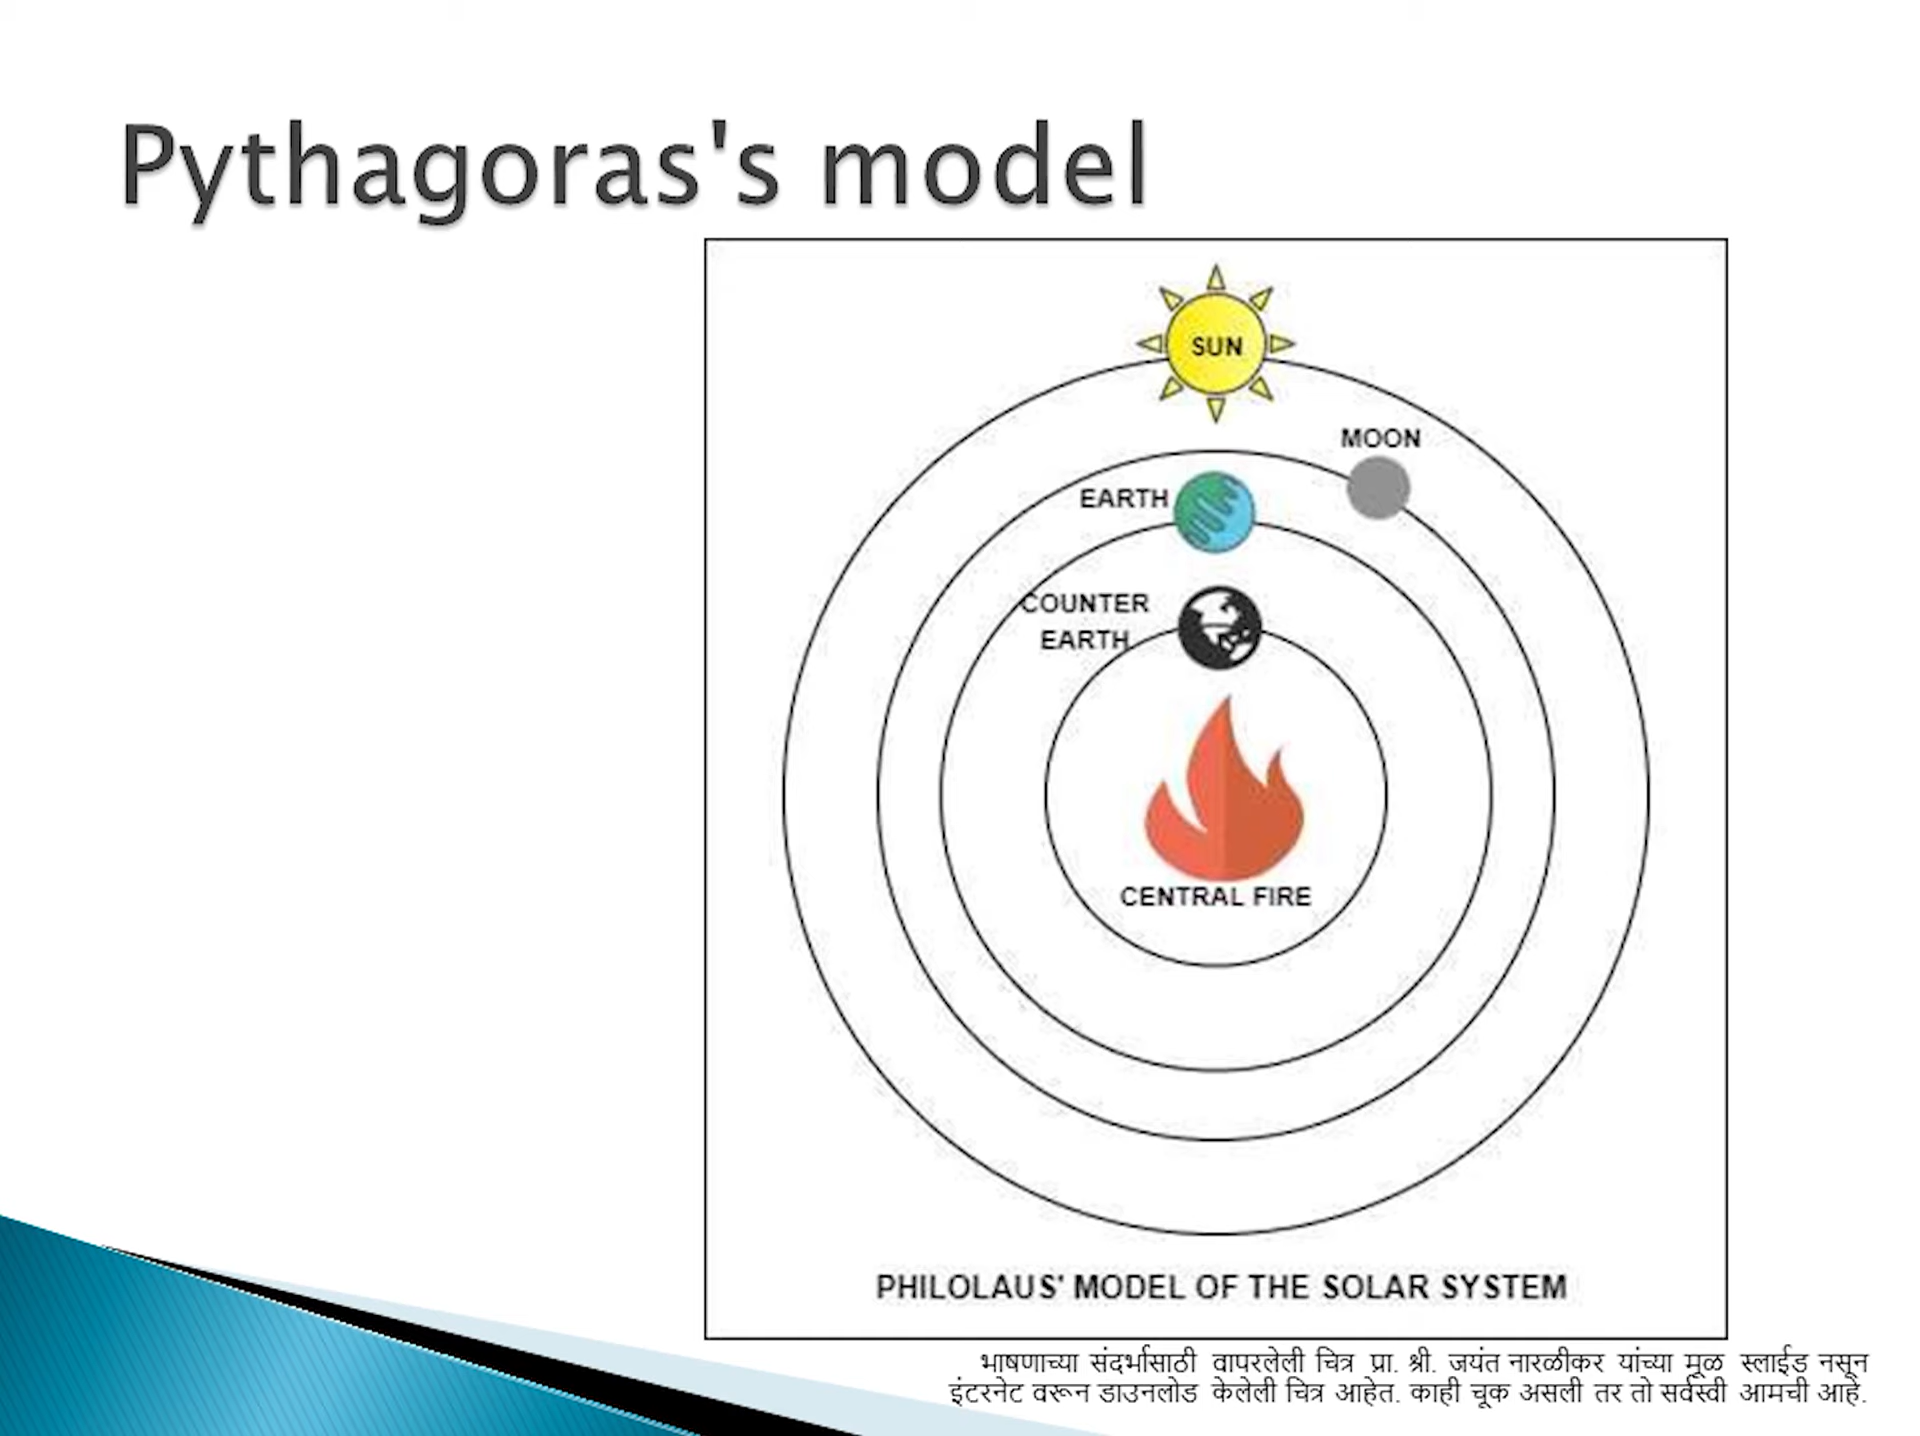 Pythagoras's model
SUN
MOON
EARTH
COUNTER
EARTH
CENTRAL FIRE
PHILOLAUS' MODEL OF THE SOLAR SYSTEM
भाषणाच्या संदर्भासाठी वापरलेली चित्र प्रा. श्री. जयंत नारळीकर यांच्या मूळ स्लाईड नसून
इंटरनेट वरून डाउनलोड केलेली चित्र आहेत. काही चूक असली तर तो सर्वस्वी आमची आहे.